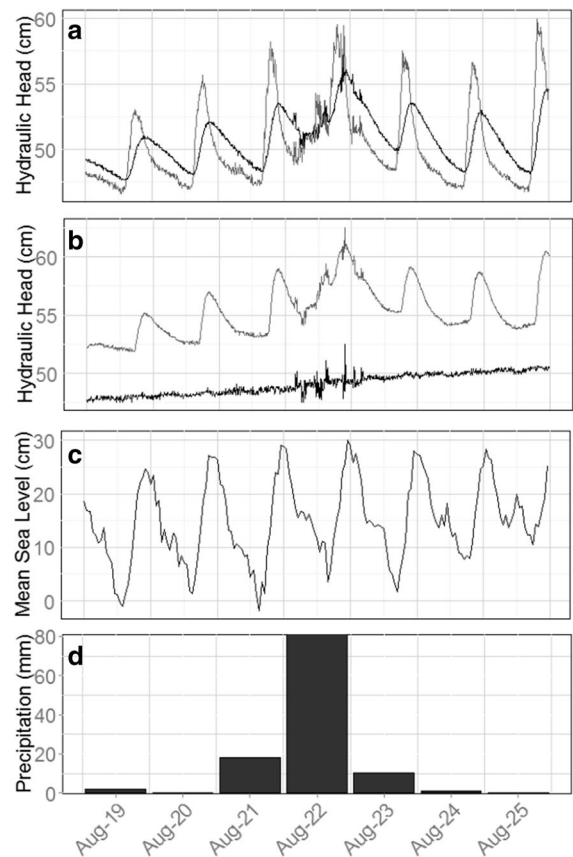 a
Hydraulic Head (cm)
60
55
50
b
Hydraulic Head (cm)
60
55
50
c
Mean Sea Level (cm)
30
20
10
0
d
Precipitation (mm)
80
60
40
20
0
Aug-19
Aug-20
Aug-21
Aug-22
Aug-23
Aug-24
Aug-25